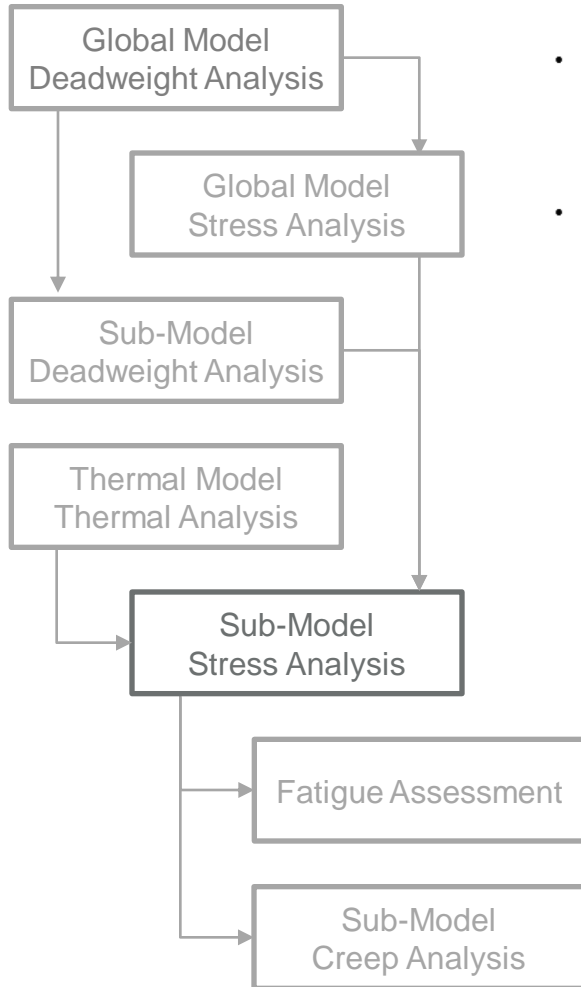 Global Model
Deadweight Analysis
•
Global Model
Stress Analysis
•
Sub-Model
Deadweight Analysis
Thermal Model
Thermal Analysis
Sub-Model
Stress Analysis
Fatigue Assessment
Sub-Model
Creep Analysis